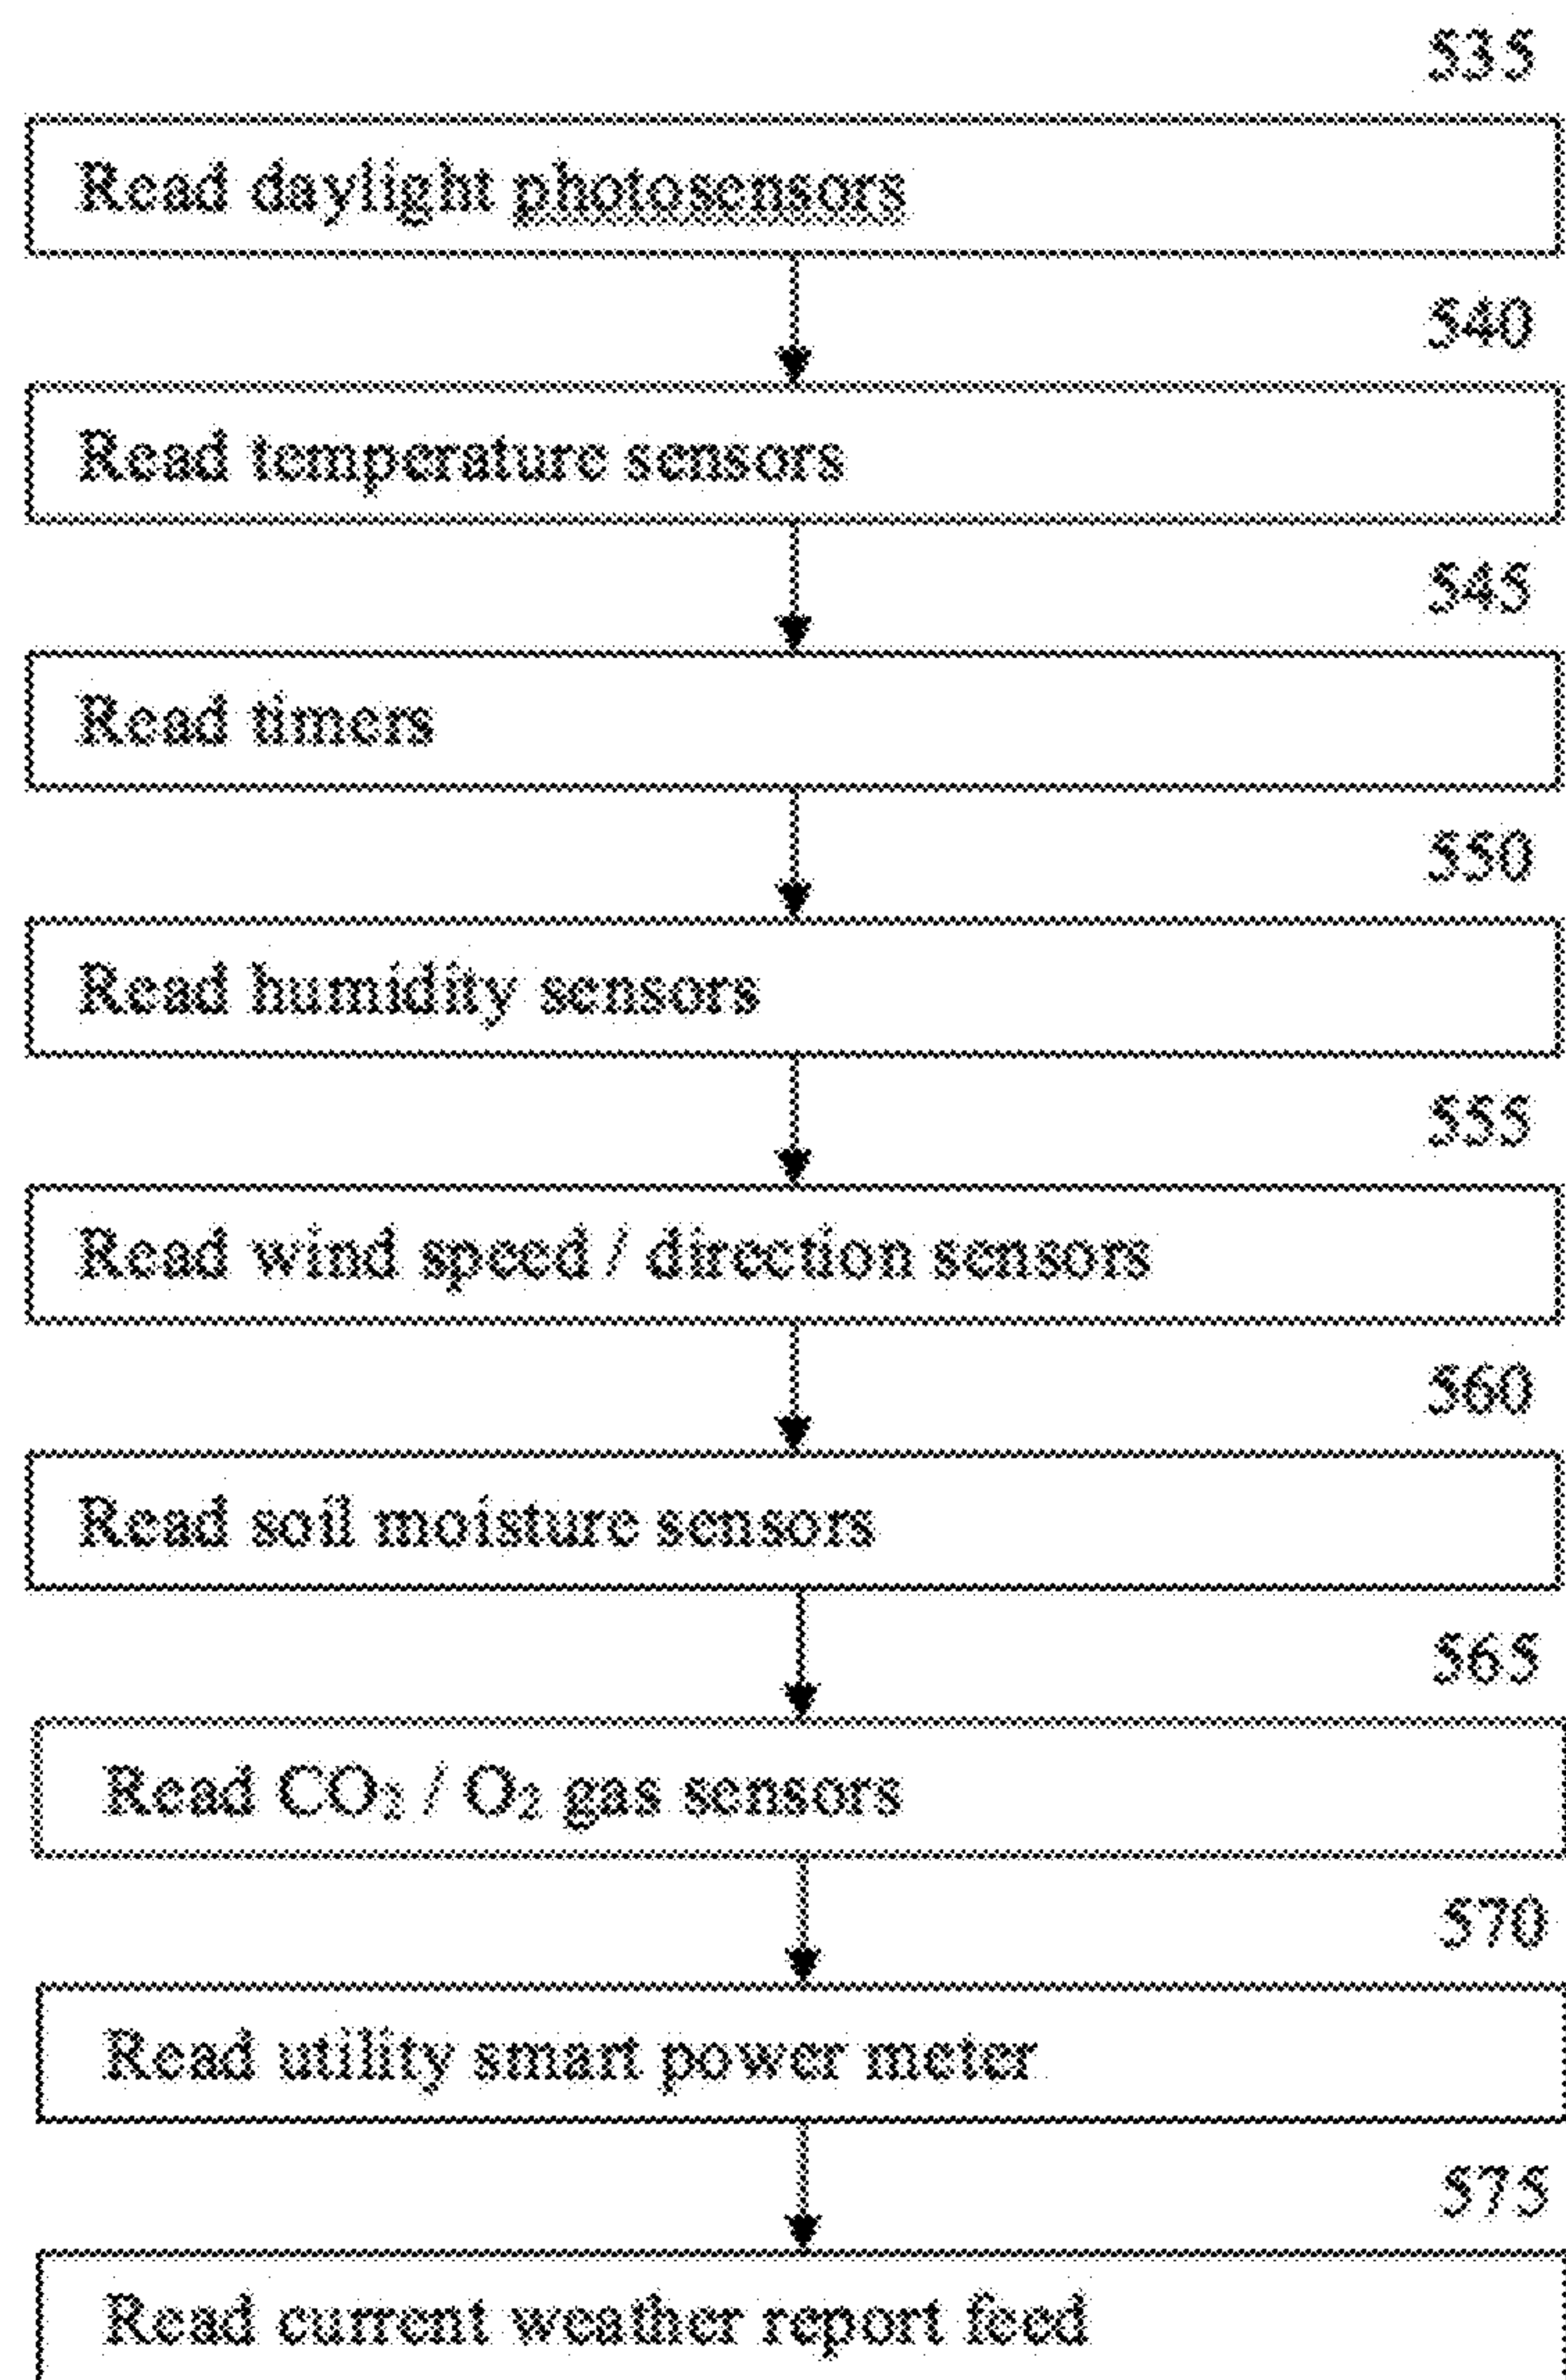 535
Read daylight photosensors
540
Read temperature sensors
545
Read timers
550
Read humidity sensors
555
Read wind speed / direction sensors
560
Read soil moisture sensors
565
Read CO₂ / O₂ gas sensors
570
Read utility smart power meter
575
Read current weather report feed